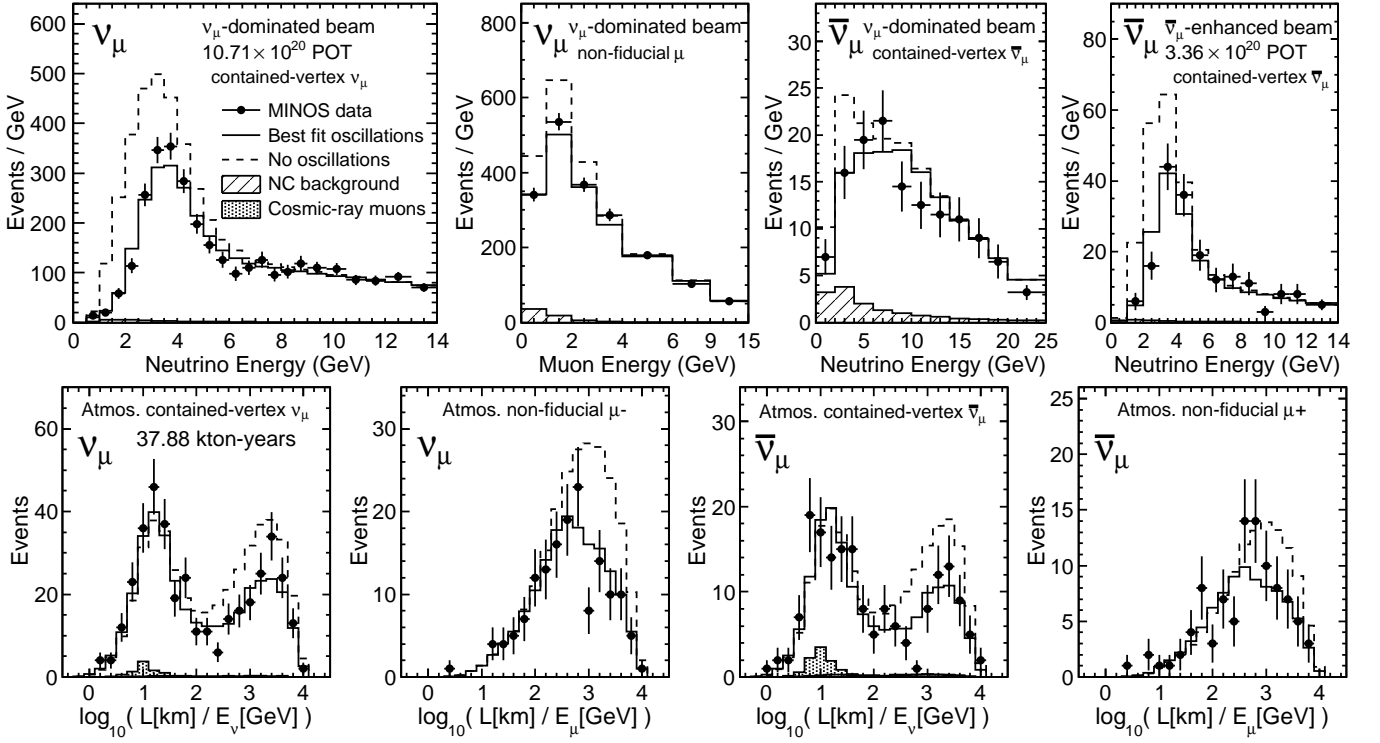 600
500
400
300
200
100
0
Events / GeV
ν_μ
ν_μ-dominated beam
10.71×10^20 POT
contained-vertex ν_μ
MINOS data
Best fit oscillations
No oscillations
NC background
Cosmic-ray muons
0 2 4 6 8 10 12 14
Neutrino Energy (GeV)
800
600
400
200
0
Events / GeV
ν_μ
ν_μ-dominated beam
non-fiducial μ
0 2 4 6 9 15
Muon Energy (GeV)
30
25
20
15
10
5
0
Events / GeV
ν̅_μ
ν_μ-dominated beam
contained-vertex ν̅_μ
0 5 10 15 20 25
Neutrino Energy (GeV)
80
60
40
20
0
Events / GeV
ν̅_μ
ν̅_μ-enhanced beam
3.36×10^20 POT
contained-vertex ν̅_μ
0 2 4 6 8 10 12 14
Neutrino Energy (GeV)
60
40
20
0
Events
Atmos. contained-vertex ν_μ
ν_μ
37.88 kton-years
0 1 2 3 4
log_10( L[km] / E_ν[GeV] )
30
20
10
0
Events
Atmos. non-fiducial μ-
ν_μ
0 1 2 3 4
log_10( L[km] / E_μ[GeV] )
30
20
10
0
Events
Atmos. contained-vertex ν̅_μ
ν̅_μ
0 1 2 3 4
log_10( L[km] / E_ν[GeV] )
25
20
15
10
5
0
Events
Atmos. non-fiducial μ+
ν̅_μ
0 1 2 3 4
log_10( L[km] / E_μ[GeV] )